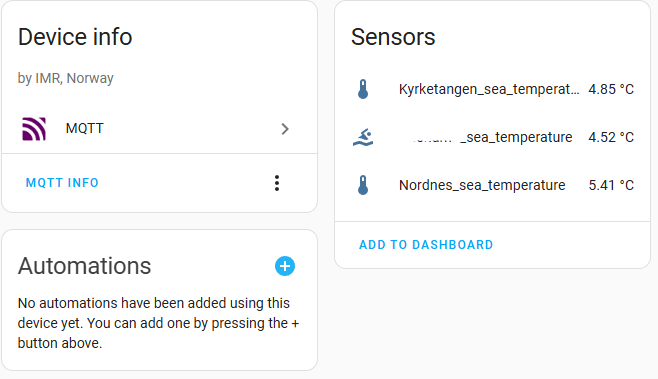 Device info
by IMR, Norway
MQTT
MQTT INFO
Automations
No automations have been added using this
device yet. You can add one by pressing the +
button above.
Sensors
Kyrketangen_sea_temperat... 4.85 °C
_sea_temperature 4.52 °C
Nordnes_sea_temperature 5.41 °C
ADD TO DASHBOARD